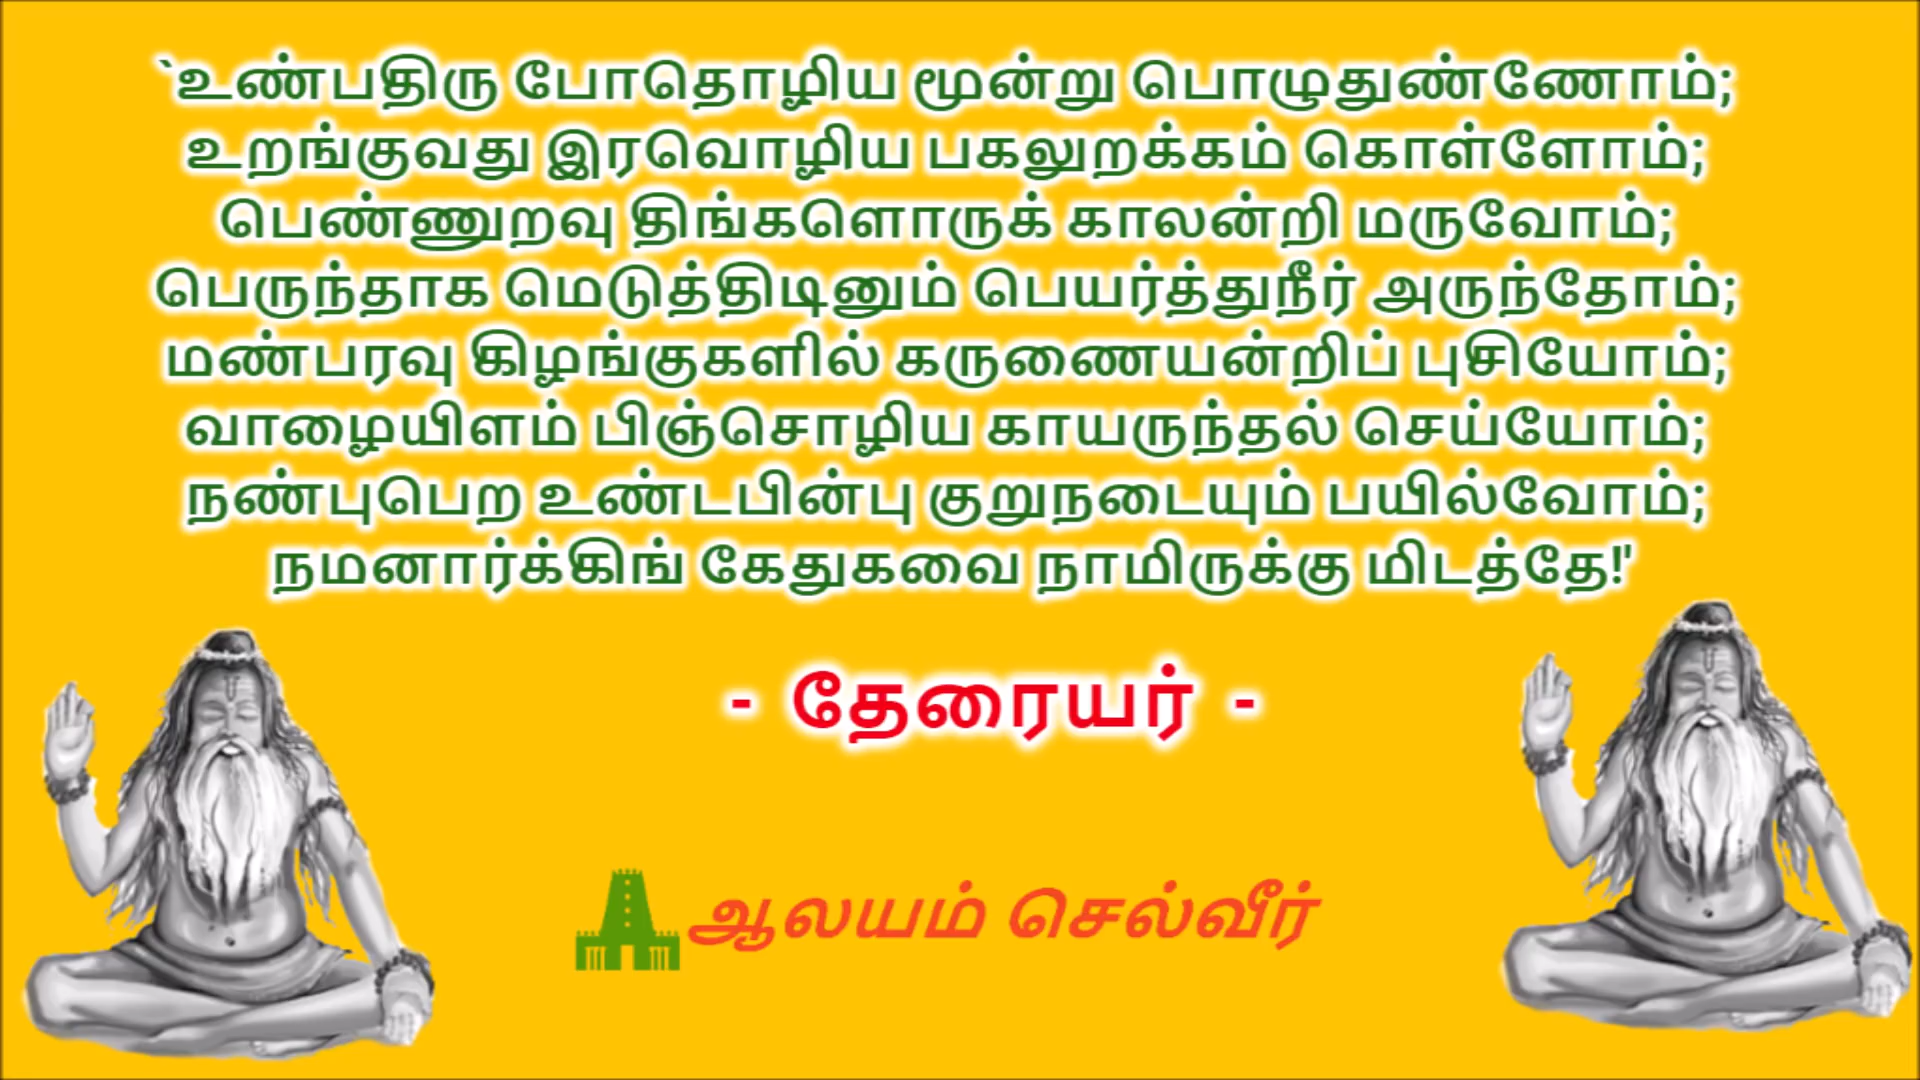 `உண்பதிரு போதொழிய மூன்று பொழுதுண்ணோம்;
உறங்குவது இரவொழிய பகலுறக்கம் கொள்ளோம்;
பெண்ணுறவு திங்களொருக் காலன்றி மருவோம்;
பெருந்தாக மெடுத்திடினும் பெயர்த்துநீர் அருந்தோம்;
மண்பரவு கிழங்குகளில் கருணையன்றிப் புசியோம்;
வாழையிளம் பிஞ்சொழிய காயருந்தல் செய்யோம்;
நண்புபெற உண்டபின்பு குறுநடையும் பயில்வோம்;
நமனார்க்கிங் கேதுகவை நாமிருக்கு மிடத்தே!'
- தேரையர் -
ஆலயம் செல்வீர்